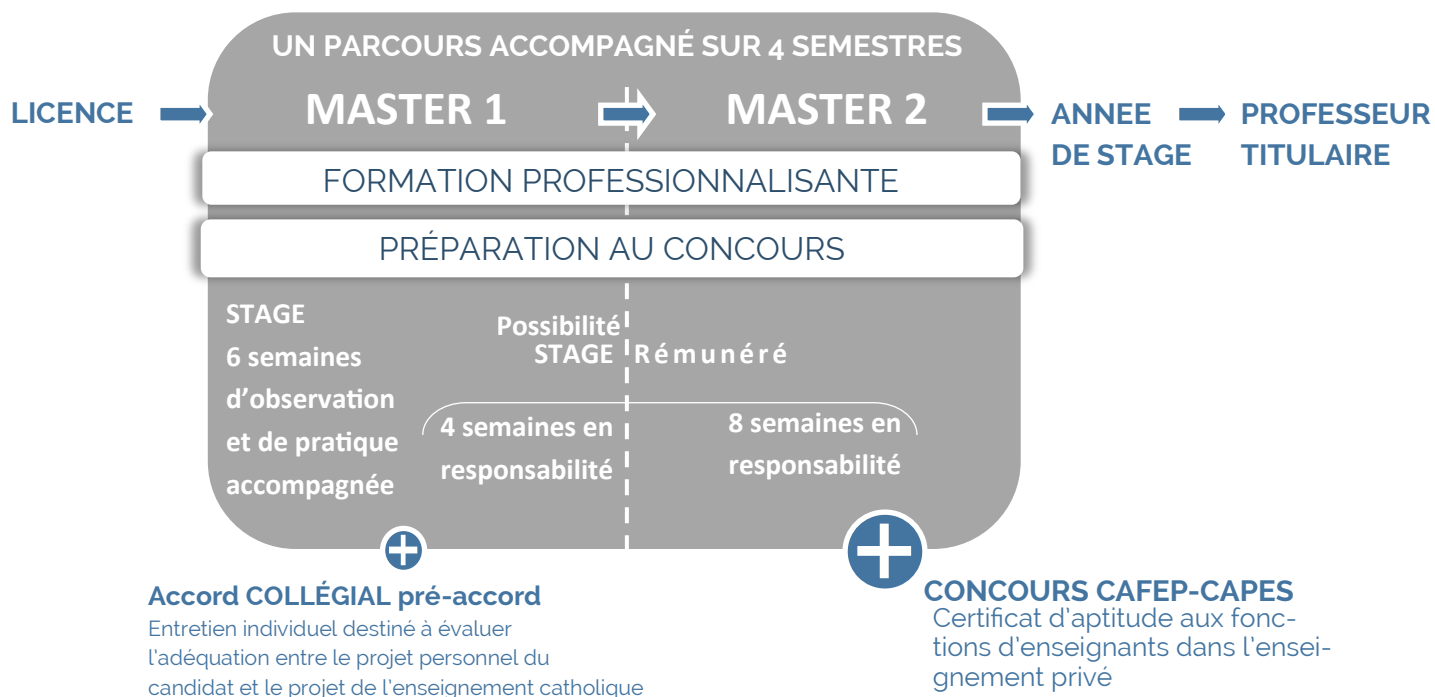 UN PARCOURS ACCOMPAGNÉ SUR 4 SEMESTRES
LICENCE
MASTER 1
MASTER 2
ANNEE
DE STAGE
PROFESSEUR
TITULAIRE
FORMATION PROFESSIONNALISANTE
PRÉPARATION AU CONCOURS
STAGE
6 semaines
d'observation
et de pratique
accompagnée
Possibilité
STAGE Rémunéré
4 semaines en
responsabilité
8 semaines en
responsabilité
Accord COLLÉGIAL pré-accord
Entretien individuel destiné à évaluer
l'adéquation entre le projet personnel du
candidat et le projet de l'enseignement catholique
CONCOURS CAFEP-CAPES
Certificat d'aptitude aux fonc-
tions d'enseignants dans l'ensei-
gnement privé